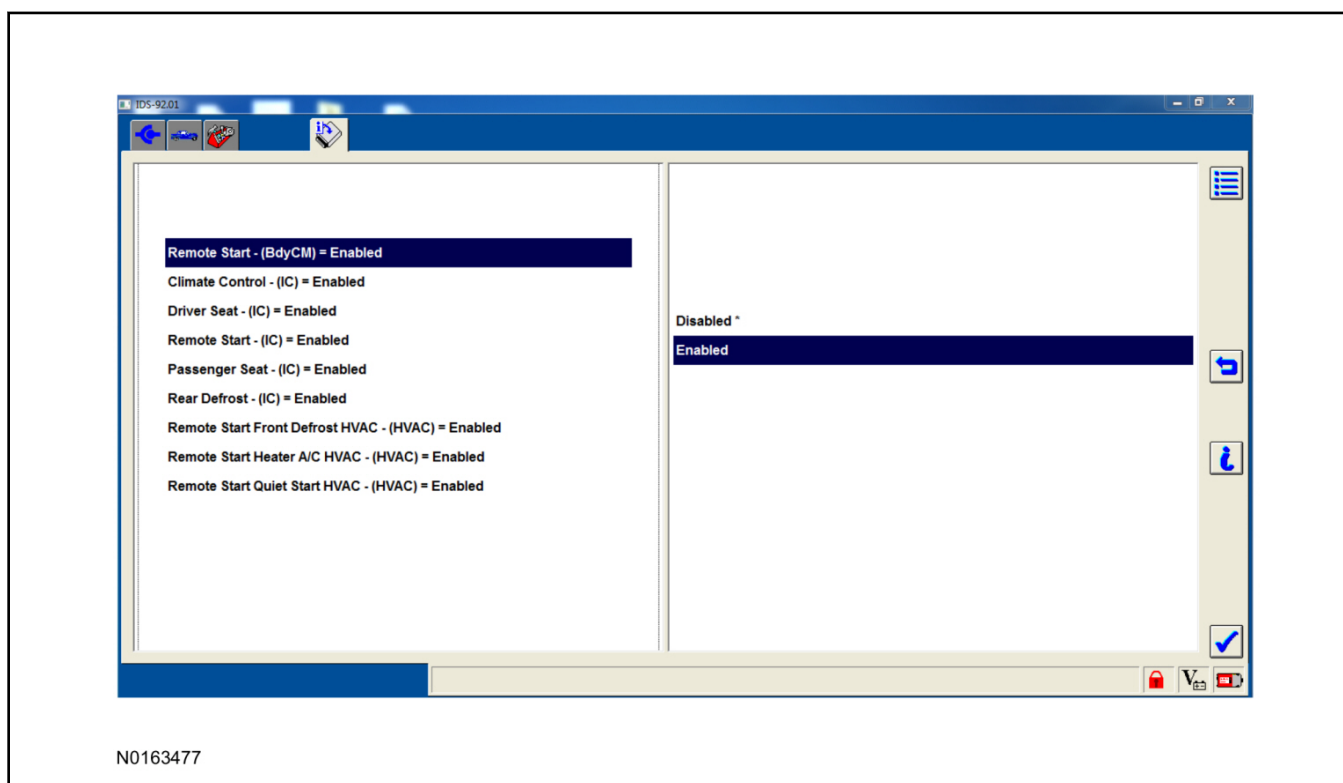 IDS-92.01
Remote Start - (BdyCM) = Enabled
Climate Control - (IC) = Enabled
Driver Seat - (IC) = Enabled
Remote Start - (IC) = Enabled
Passenger Seat - (IC) = Enabled
Rear Defrost - (IC) = Enabled
Remote Start Front Defrost HVAC - (HVAC) = Enabled
Remote Start Heater A/C HVAC - (HVAC) = Enabled
Remote Start Quiet Start HVAC - (HVAC) = Enabled
Disabled *
Enabled
V
N0163477